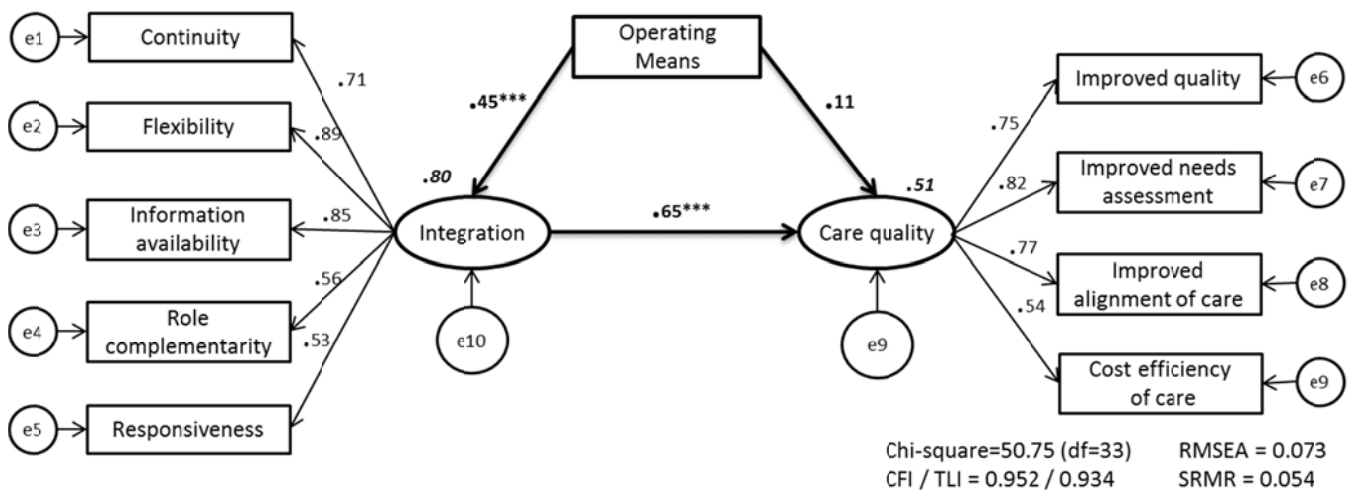 e1
Continuity
.71
e2
Flexibility
.89
e3
Information
availability
.85
e4
Role
complementarity
.56
e5
Responsiveness
.53
Operating
Means
.45***
.11
.80
Integration
e10
.65***
.51
Care quality
e9
.75
Improved quality
e6
.82
Improved needs
assessment
e7
.77
Improved
alignment of care
e8
.54
Cost efficiency
of care
e9
Chi-square=50.75 (df=33) RMSEA = 0.073
CFI / TLI = 0.952 / 0.934 SRMR = 0.054